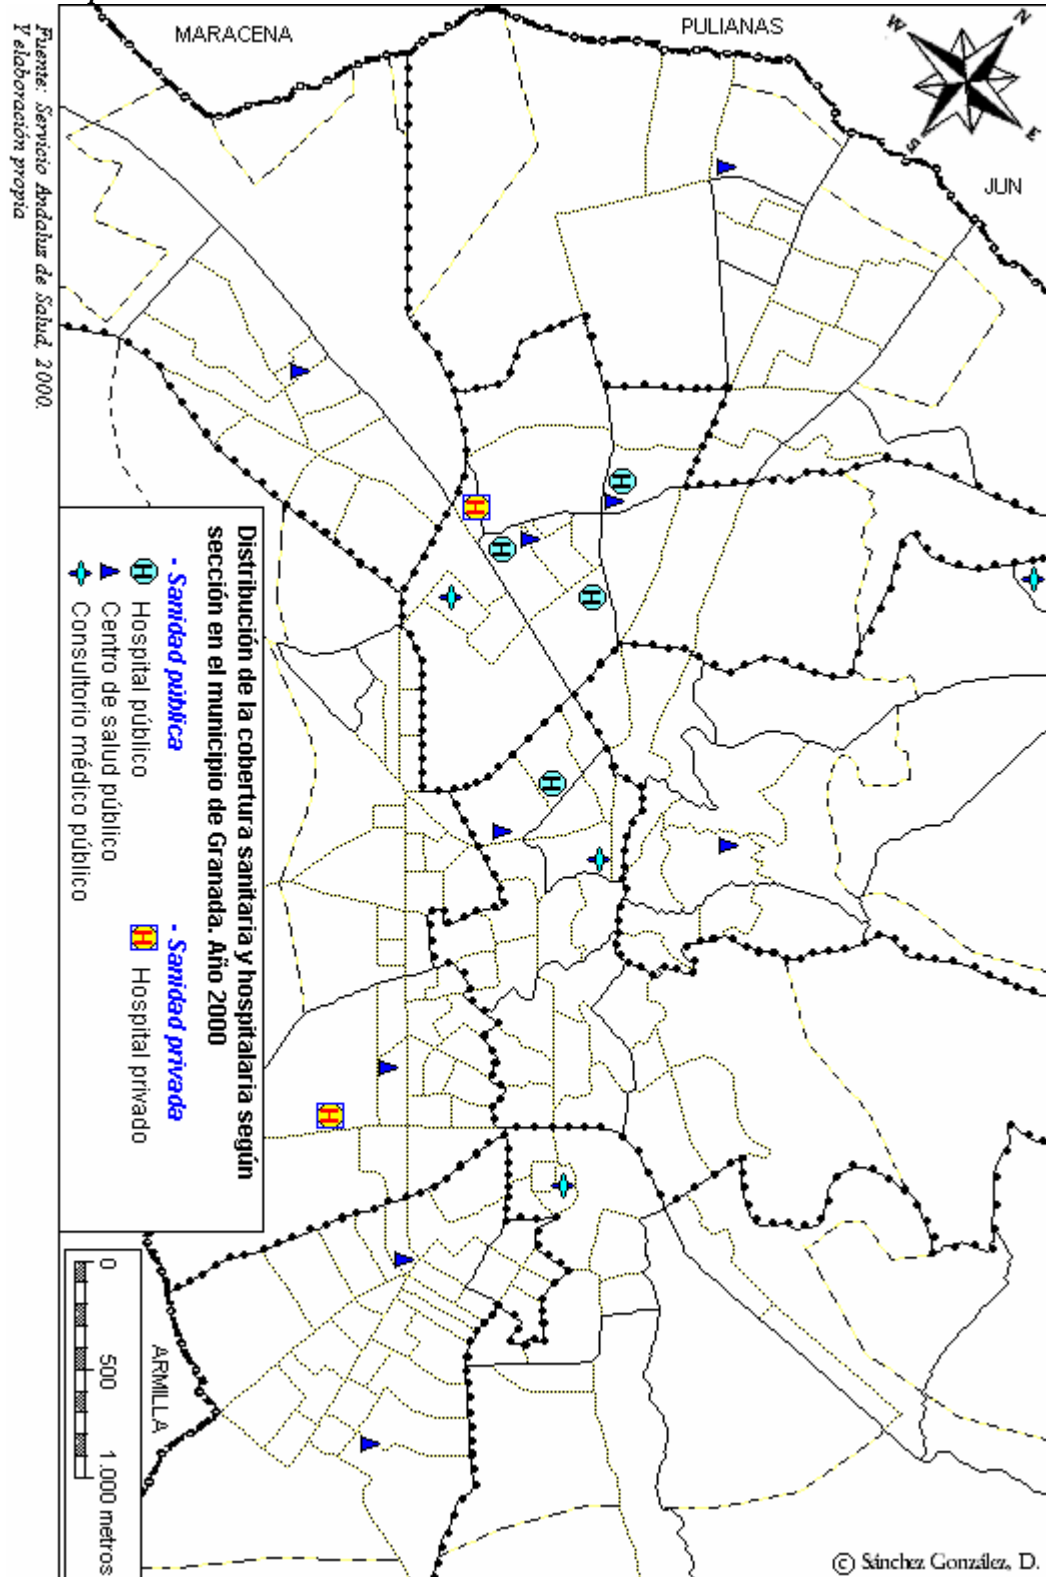 MARACENA
PULIANAS
JUN
N
W
E
S
Fuente: Servicio Andaluz de Salud, 2000.
Y elaboración propia
Distribución de la cobertura sanitaria y hospitalaria según
sección en el municipio de Granada. Año 2000
- Sanidad pública
H Hospital público
Centro de salud público
Consultorio médico público
- Sanidad privada
H Hospital privado
H
H
H
H
H
H
ARMILLA
0 500 1.000 metros
© Sánchez González, D.